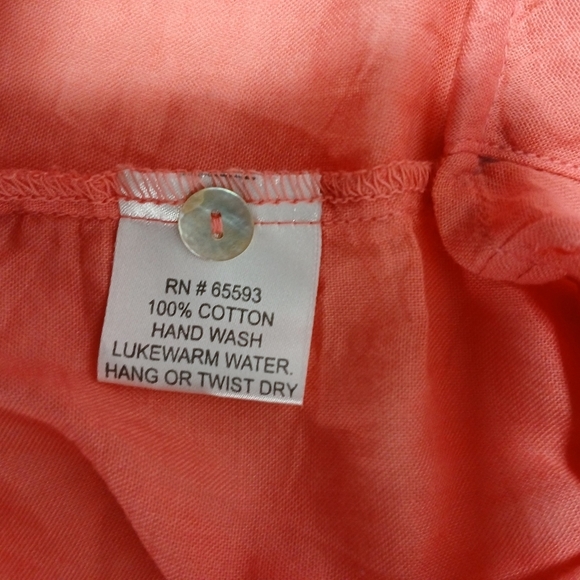 RN # 65593
100% COTTON
HAND WASH
LUKEWARM WATER.
HANG OR TWIST DRY